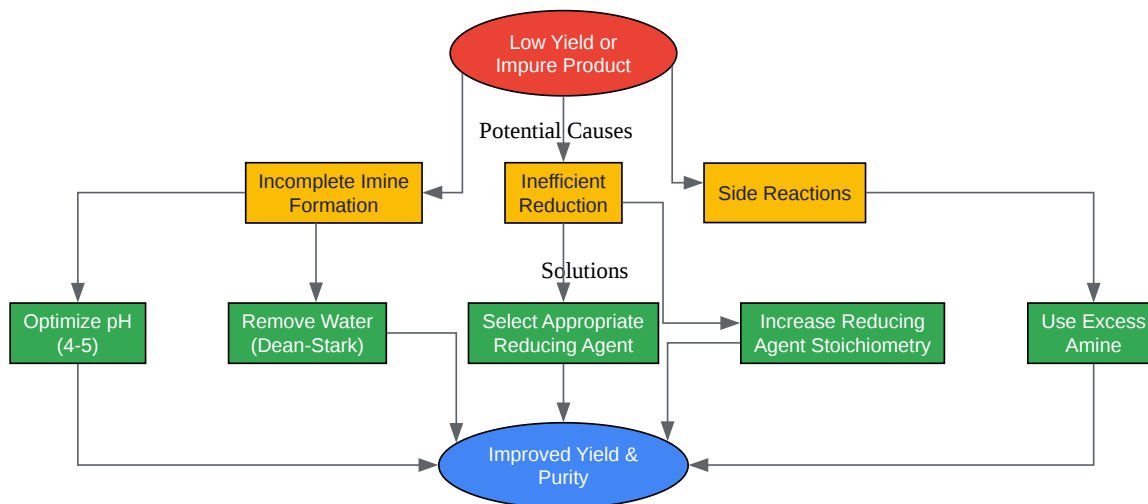 Low Yield or
Impure Product
Potential Causes
Incomplete Imine
Formation
Inefficient
Reduction
Side Reactions
Solutions
Optimize pH
(4-5)
Remove Water
(Dean-Stark)
Select Appropriate
Reducing Agent
Increase Reducing
Agent Stoichiometry
Use Excess
Amine
Improved Yield &
Purity